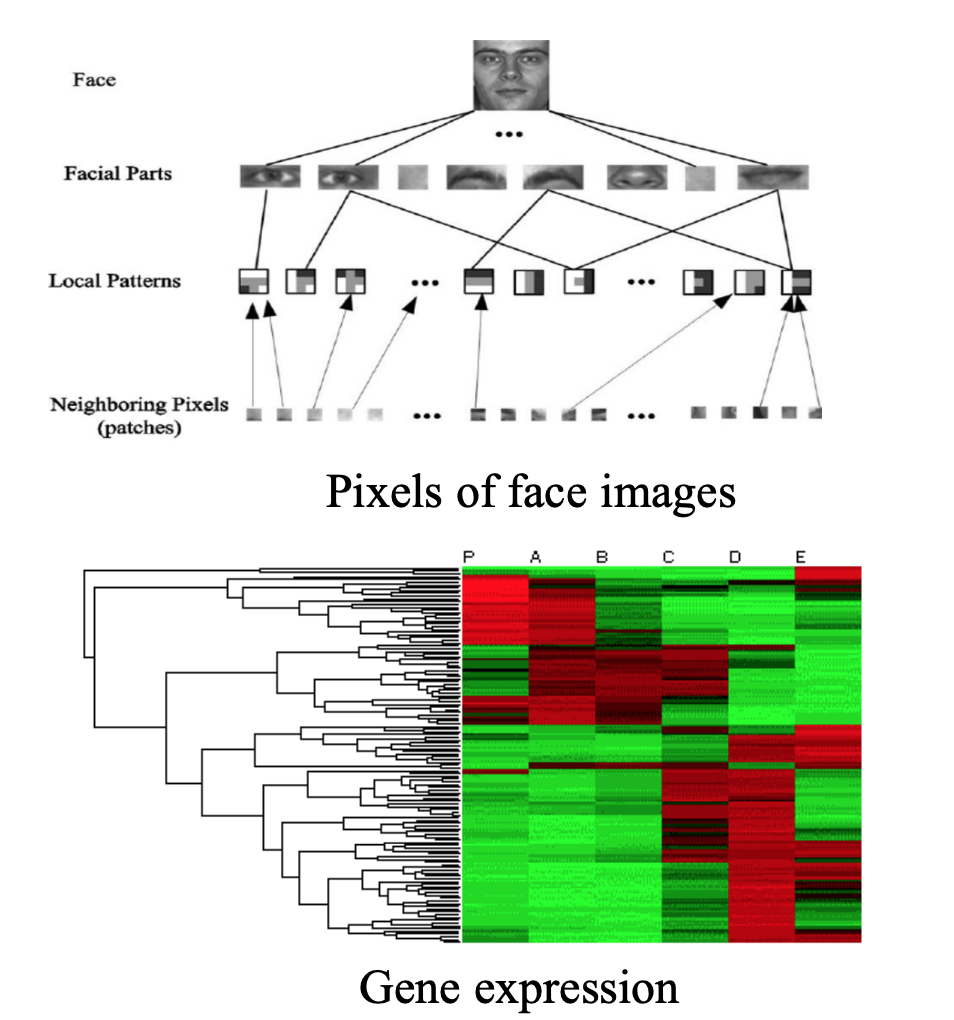 Face
Facial Parts
Local Patterns
Neighboring Pixels
(patches)
Pixels of face images
P A B C D E
Gene expression